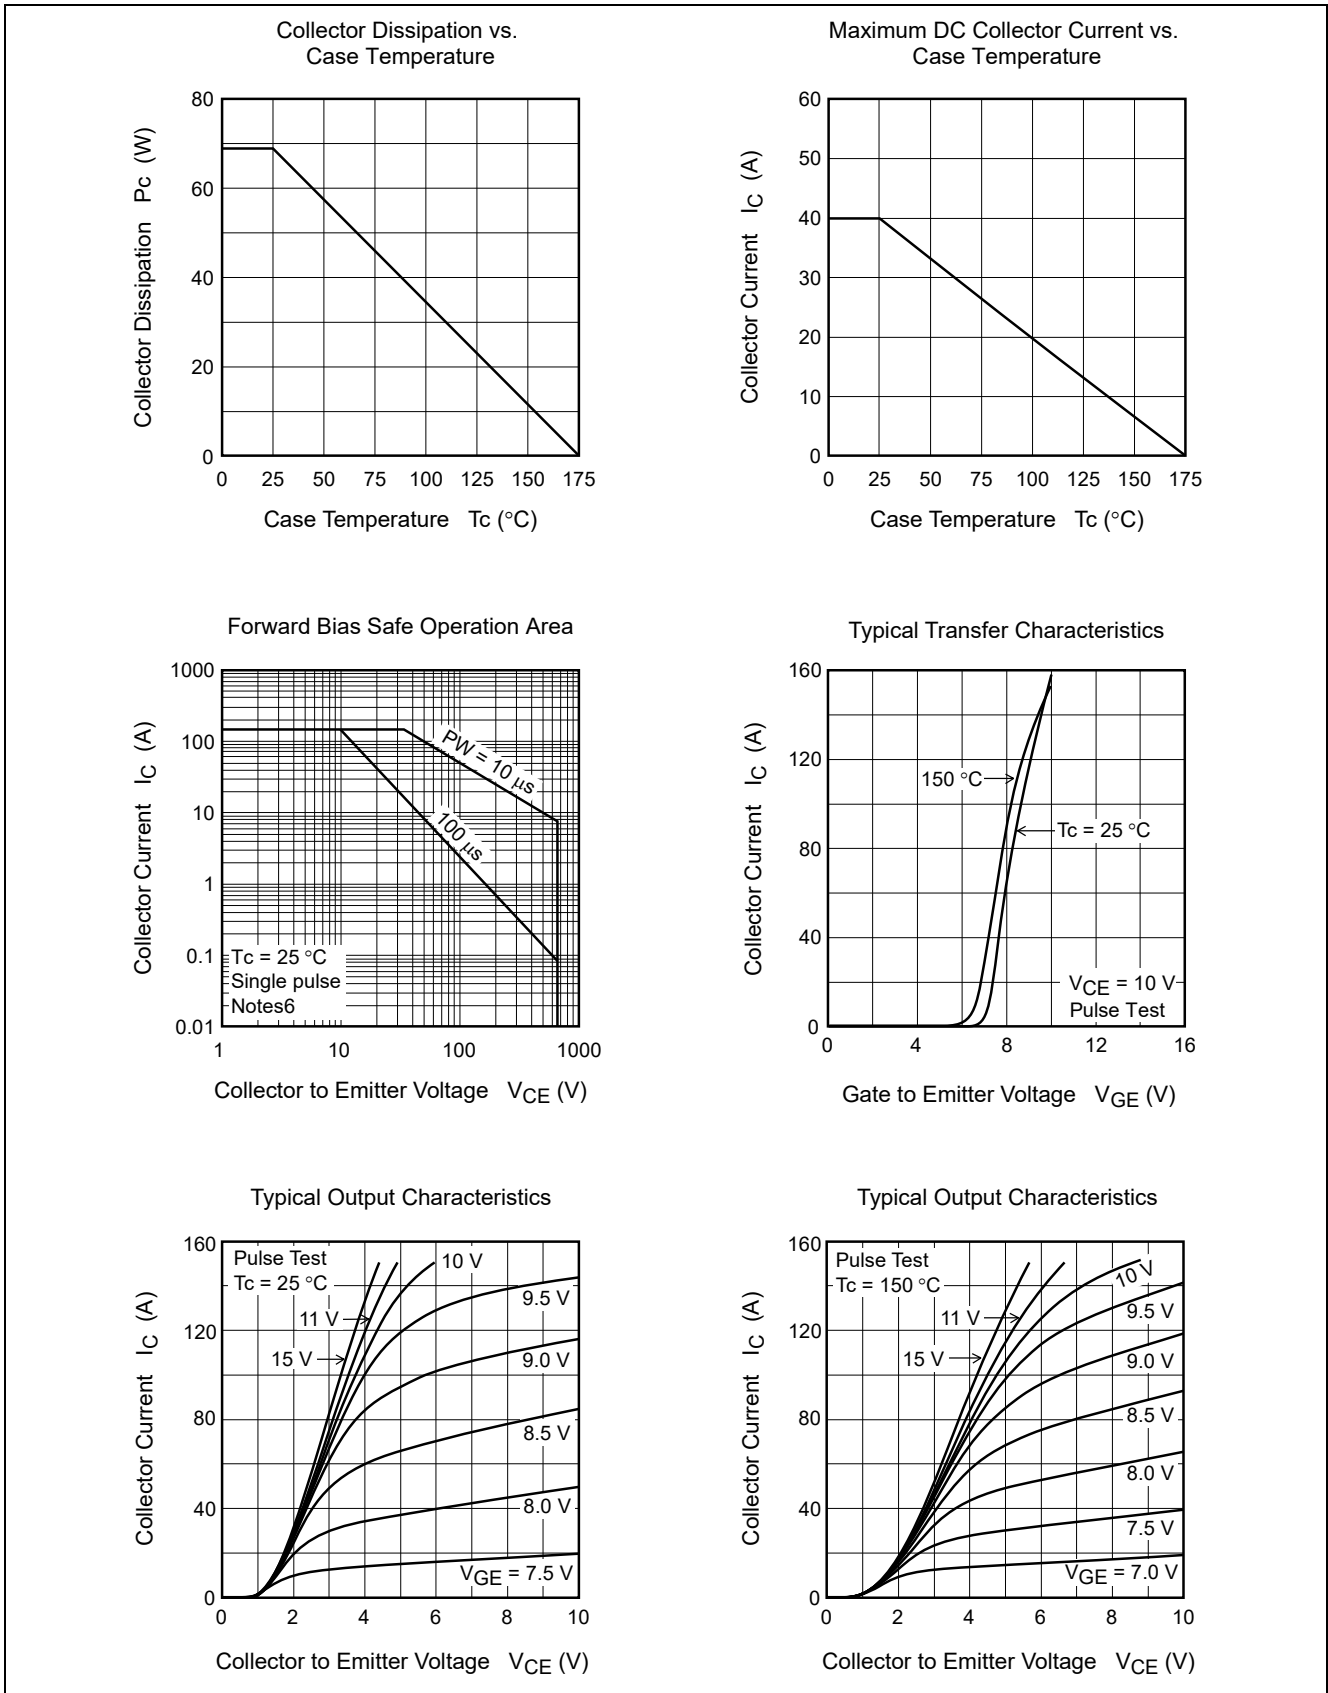 Collector Dissipation vs.
Case Temperature
80
60
40
20
0
Collector Dissipation Pc (W)
0 25 50 75 100 125 150 175
Case Temperature Tc (°C)
Maximum DC Collector Current vs.
Case Temperature
60
50
40
30
20
10
0
Collector Current IC (A)
0 25 50 75 100 125 150 175
Case Temperature Tc (°C)
Forward Bias Safe Operation Area
1000
100
10
1
0.1
0.01
Collector Current IC (A)
PW = 10 μs
100 μs
Tc = 25 °C
Single pulse
Notes6
1 10 100 1000
Collector to Emitter Voltage VCE (V)
Typical Transfer Characteristics
160
120
80
40
0
Collector Current IC (A)
150 °C
Tc = 25 °C
VCE = 10 V
Pulse Test
0 4 8 12 16
Gate to Emitter Voltage VGE (V)
Typical Output Characteristics
160
120
80
40
0
Collector Current IC (A)
Pulse Test
Tc = 25 °C
10 V
9.5 V
11 V
15 V
9.0 V
8.5 V
8.0 V
VGE = 7.5 V
0 2 4 6 8 10
Collector to Emitter Voltage VCE (V)
Typical Output Characteristics
160
120
80
40
0
Collector Current IC (A)
Pulse Test
Tc = 150 °C
10 V
9.5 V
11 V
15 V
9.0 V
8.5 V
8.0 V
7.5 V
VGE = 7.0 V
0 2 4 6 8 10
Collector to Emitter Voltage VCE (V)